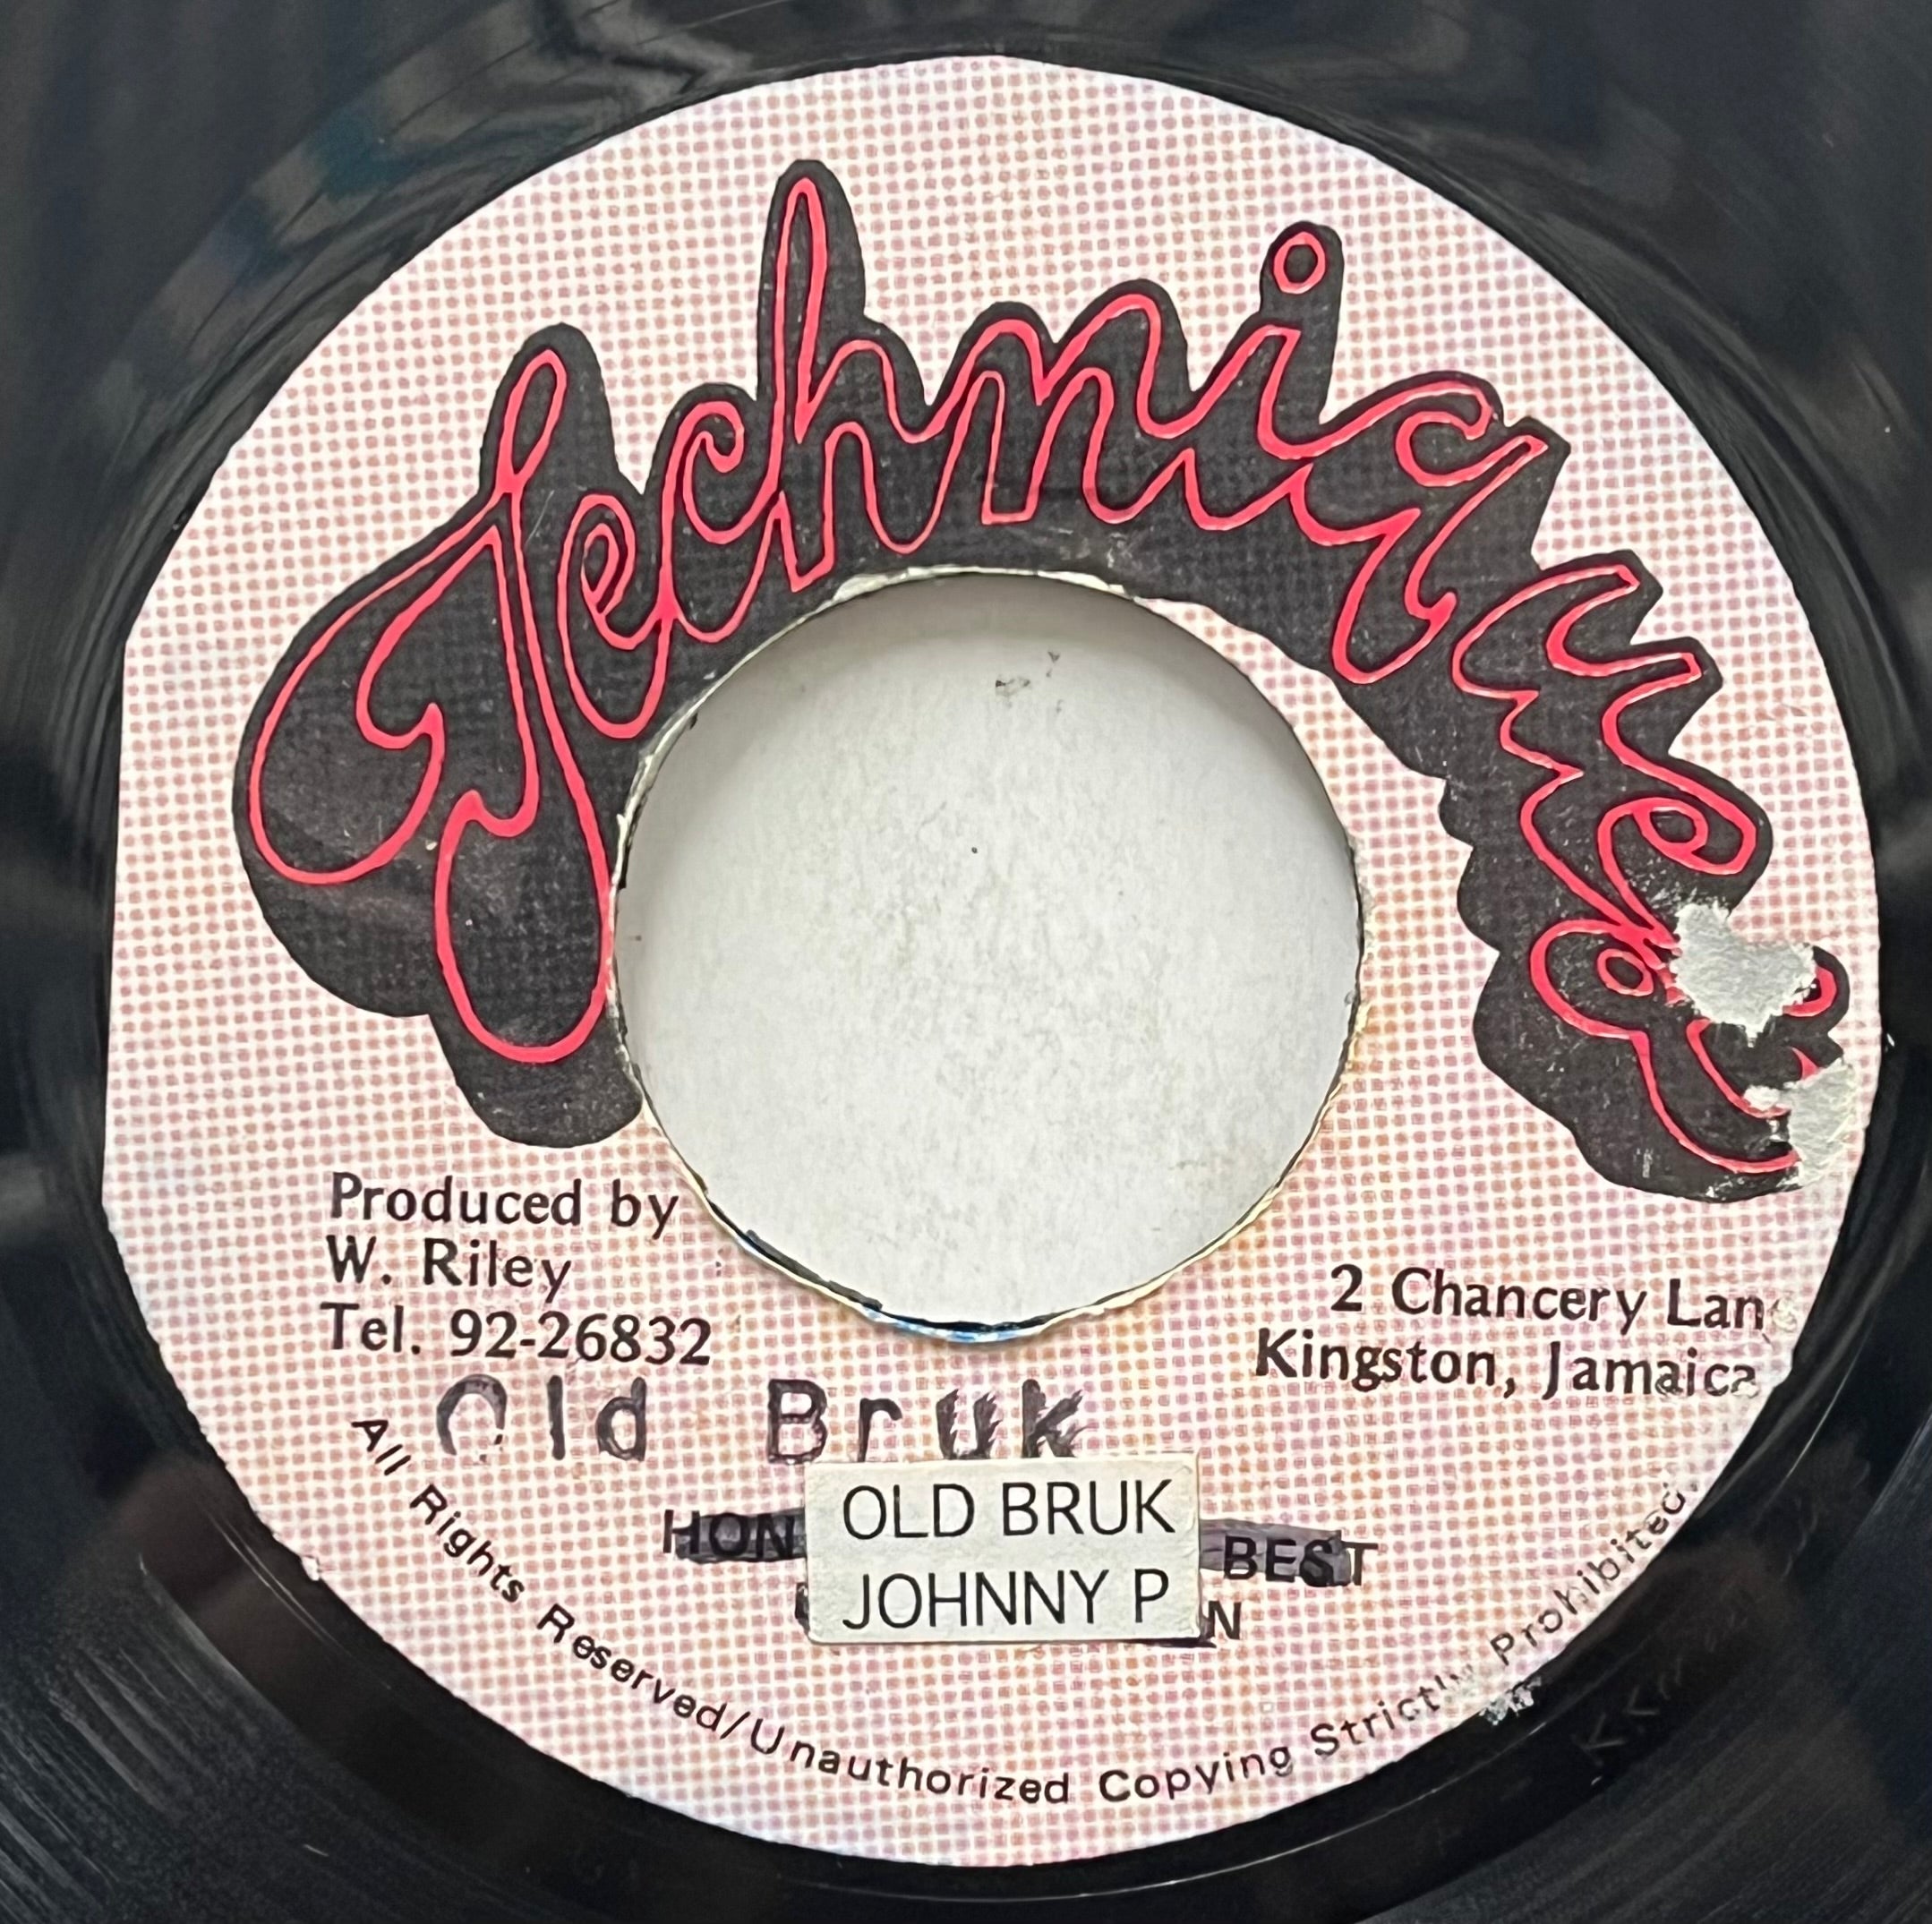 Techniques
Produced by
W. Riley
Tel. 92-26832
2 Chancery Lan
Kingston, Jamaica
Old Bruk
HON BEST
N
OLD BRUK
JOHNNY P
All Rights Reserved/Unauthorized Copying Strictly Prohibited